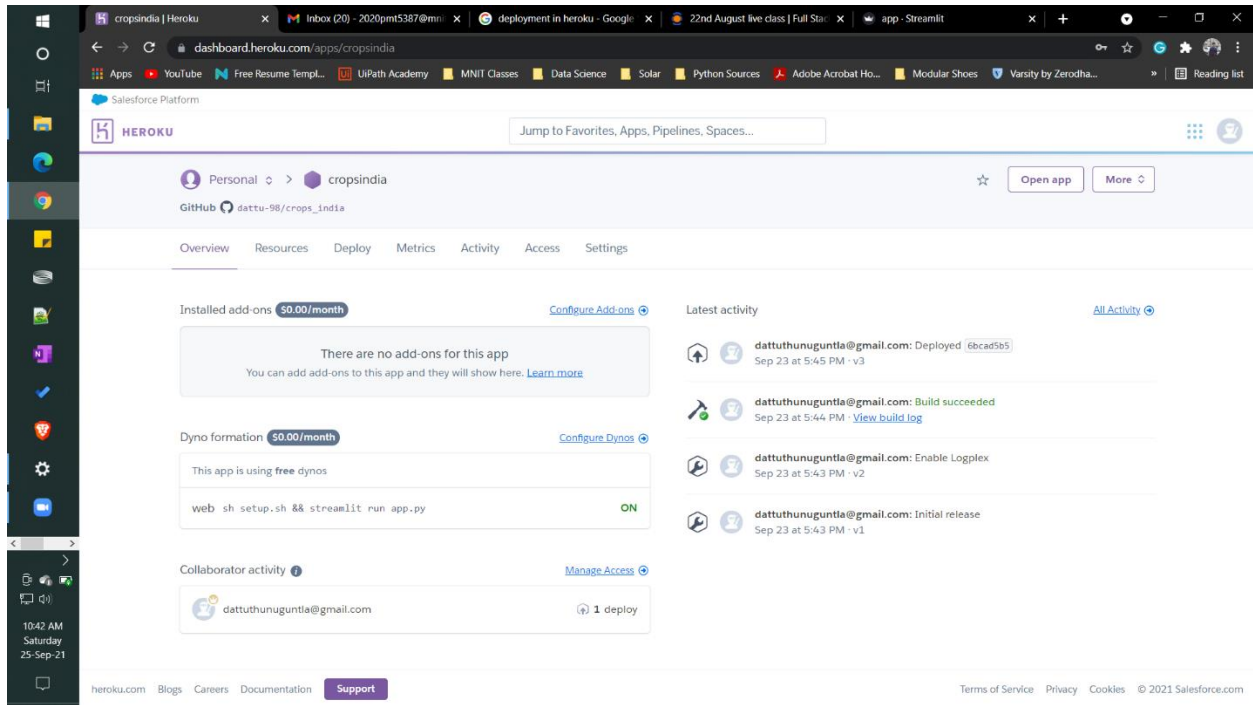 cropsindia | Heroku
Inbox (20) - 2020pmt5387@mni
deployment in heroku - Google
22nd August live class | Full Stac
app · Streamlit
dashboard.heroku.com/apps/cropsindia
Apps YouTube Free Resume Templ... UiPath Academy MNIT Classes Data Science Solar Python Sources Adobe Acrobat Ho... Modular Shoes Varsity by Zerodha... » Reading list
Salesforce Platform
HEROKU
Jump to Favorites, Apps, Pipelines, Spaces...
Personal > cropsindia
Open app
More
GitHub dattu-98/crops_india
Overview Resources Deploy Metrics Activity Access Settings
Installed add-ons $0.00/month
Configure Add-ons
There are no add-ons for this app
You can add add-ons to this app and they will show here. Learn more
Dyno formation $0.00/month
Configure Dynos
This app is using free dynos
web sh setup.sh && streamlit run app.py
ON
Collaborator activity
Manage Access
dattuthunuguntla@gmail.com
1 deploy
Latest activity
All Activity
dattuthunuguntla@gmail.com: Deployed 6bcad5b5
Sep 23 at 5:45 PM · v3
dattuthunuguntla@gmail.com: Build succeeded
Sep 23 at 5:44 PM · View build log
dattuthunuguntla@gmail.com: Enable Logplex
Sep 23 at 5:43 PM · v2
dattuthunuguntla@gmail.com: Initial release
Sep 23 at 5:43 PM · v1
10:42 AM
Saturday
25-Sep-21
heroku.com Blogs Careers Documentation Support
Terms of Service Privacy Cookies © 2021 Salesforce.com